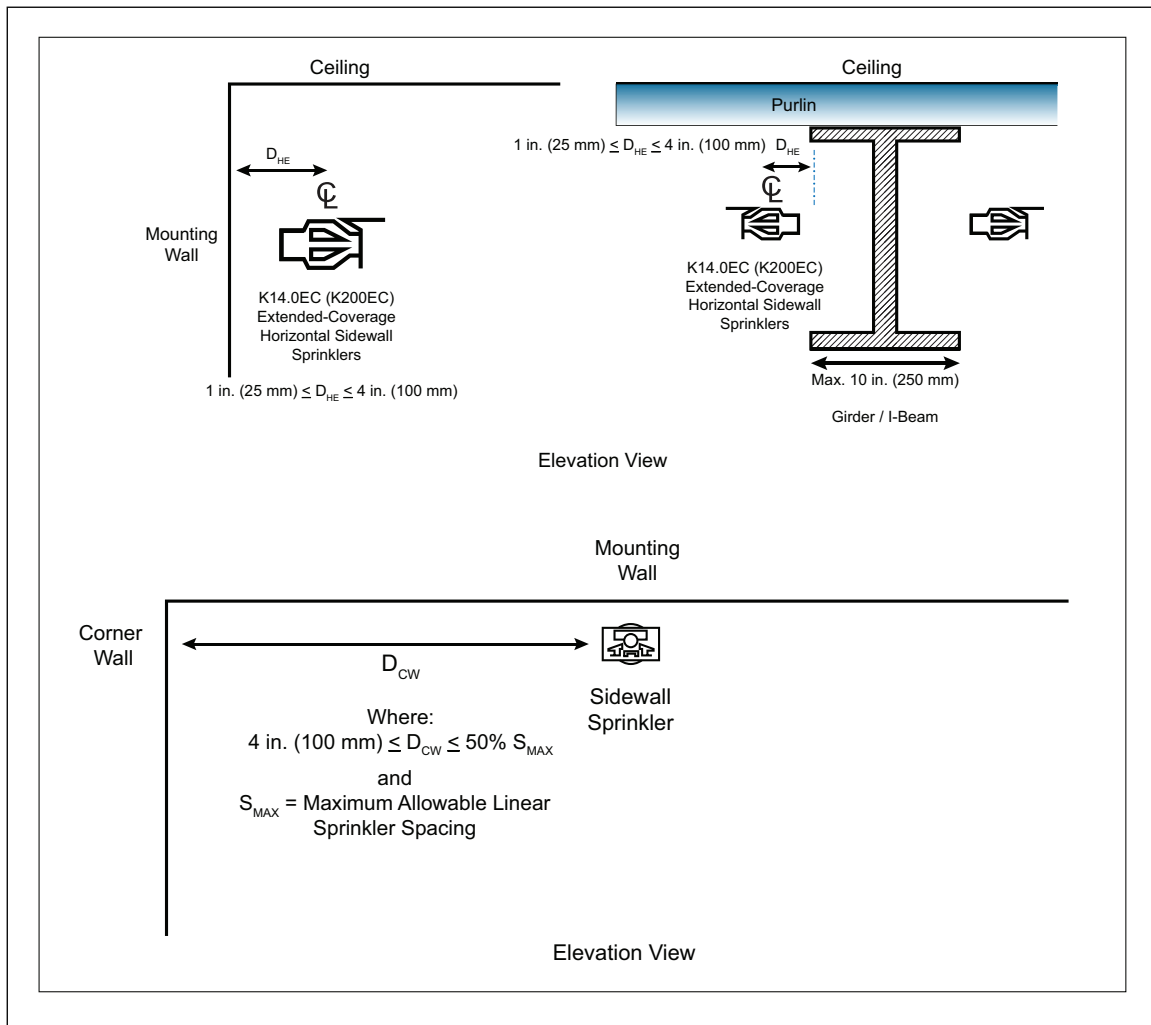 Ceiling
D_HE
℄
Mounting
Wall
K14.0EC (K200EC)
Extended-Coverage
Horizontal Sidewall
Sprinklers
1 in. (25 mm) ≤ D_HE ≤ 4 in. (100 mm)
Ceiling
Purlin
1 in. (25 mm) ≤ D_HE ≤ 4 in. (100 mm) D_HE
℄
K14.0EC (K200EC)
Extended-Coverage
Horizontal Sidewall
Sprinklers
Max. 10 in. (250 mm)
Girder / I-Beam
Elevation View
Mounting
Wall
Corner
Wall
D_CW
Sidewall
Sprinkler
Where:
4 in. (100 mm) ≤ D_CW ≤ 50% S_MAX
and
S_MAX = Maximum Allowable Linear
Sprinkler Spacing
Elevation View